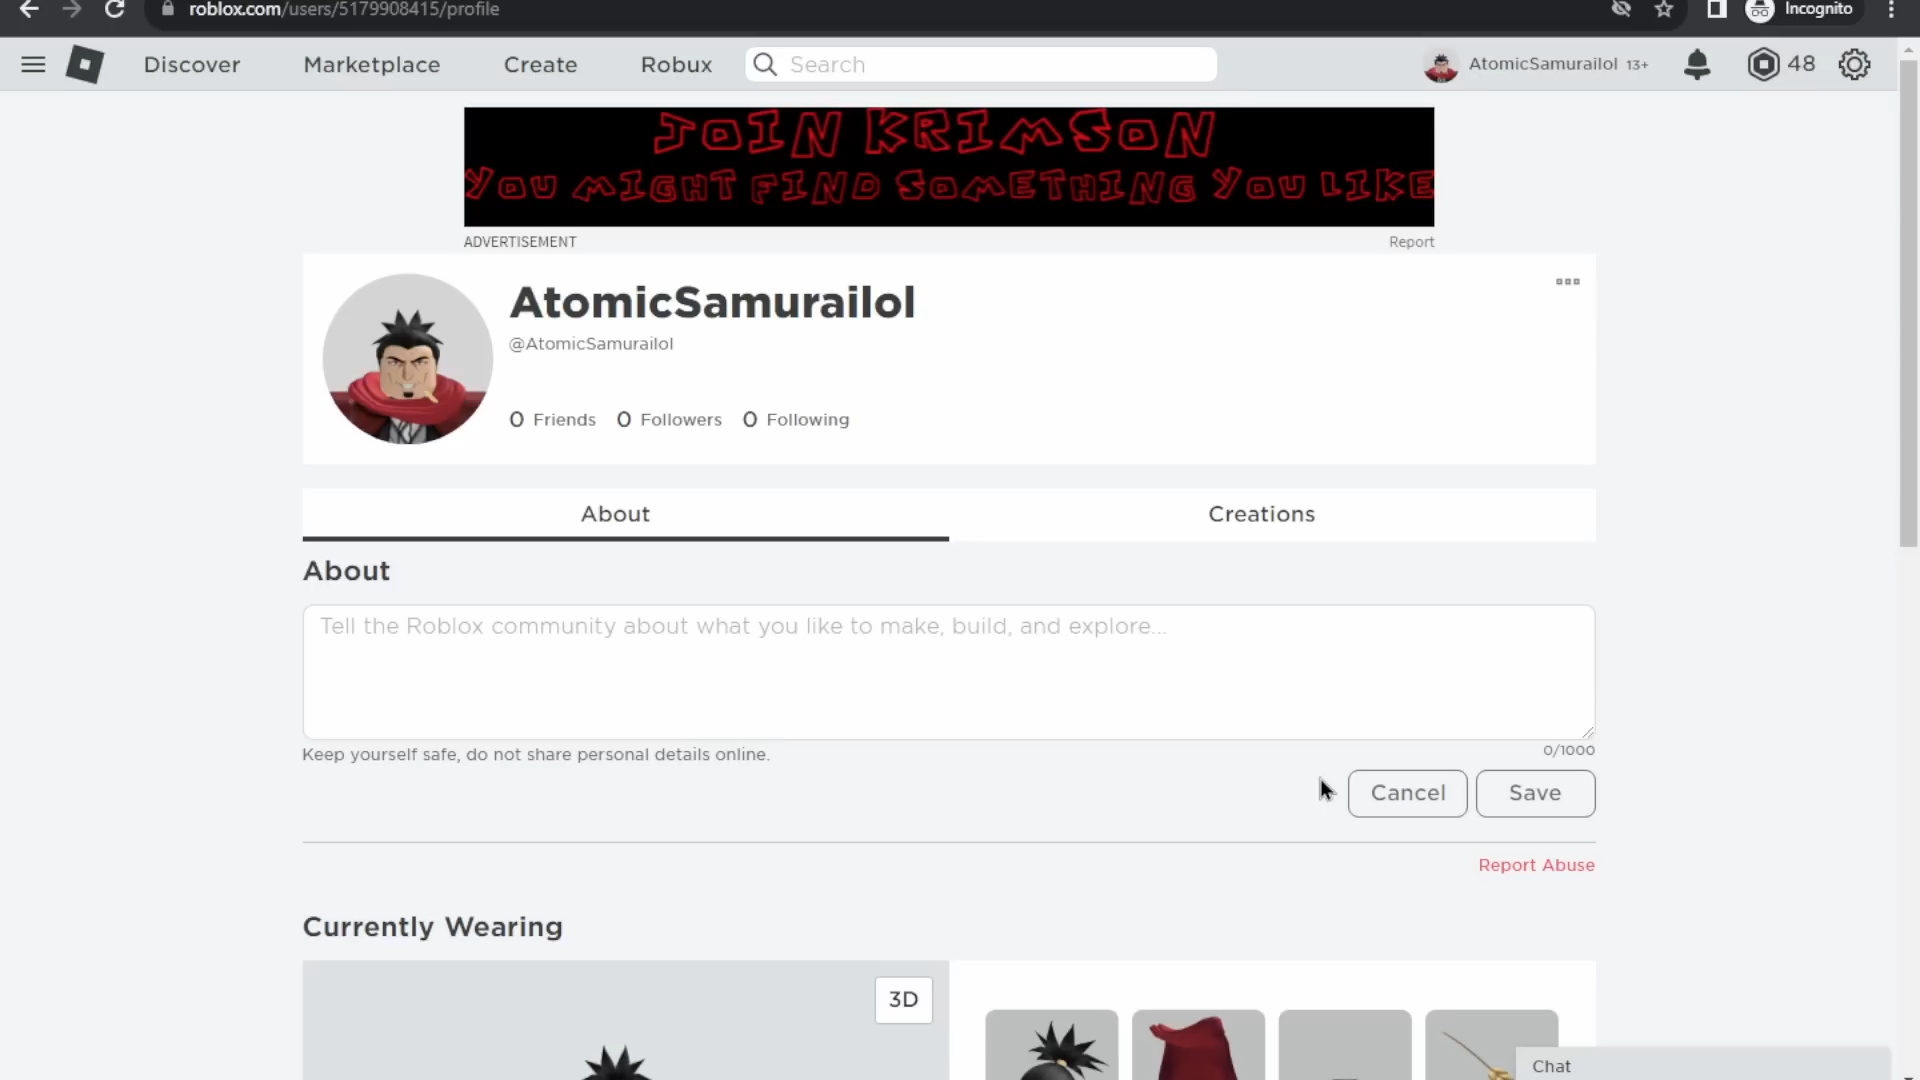 roblox.com/users/5179908415/profile
Incognito
Discover
Marketplace
Create
Robux
Search
AtomicSamurailol 13+
48
JOIN KRIMSON
YOU MIGHT FIND SOMETHING YOU LIKE
ADVERTISEMENT
Report
AtomicSamurailol
@AtomicSamurailol
0 Friends 0 Followers 0 Following
About
Creations
About
Tell the Roblox community about what you like to make, build, and explore...
Keep yourself safe, do not share personal details online.
0/1000
Cancel
Save
Report Abuse
Currently Wearing
3D
Chat